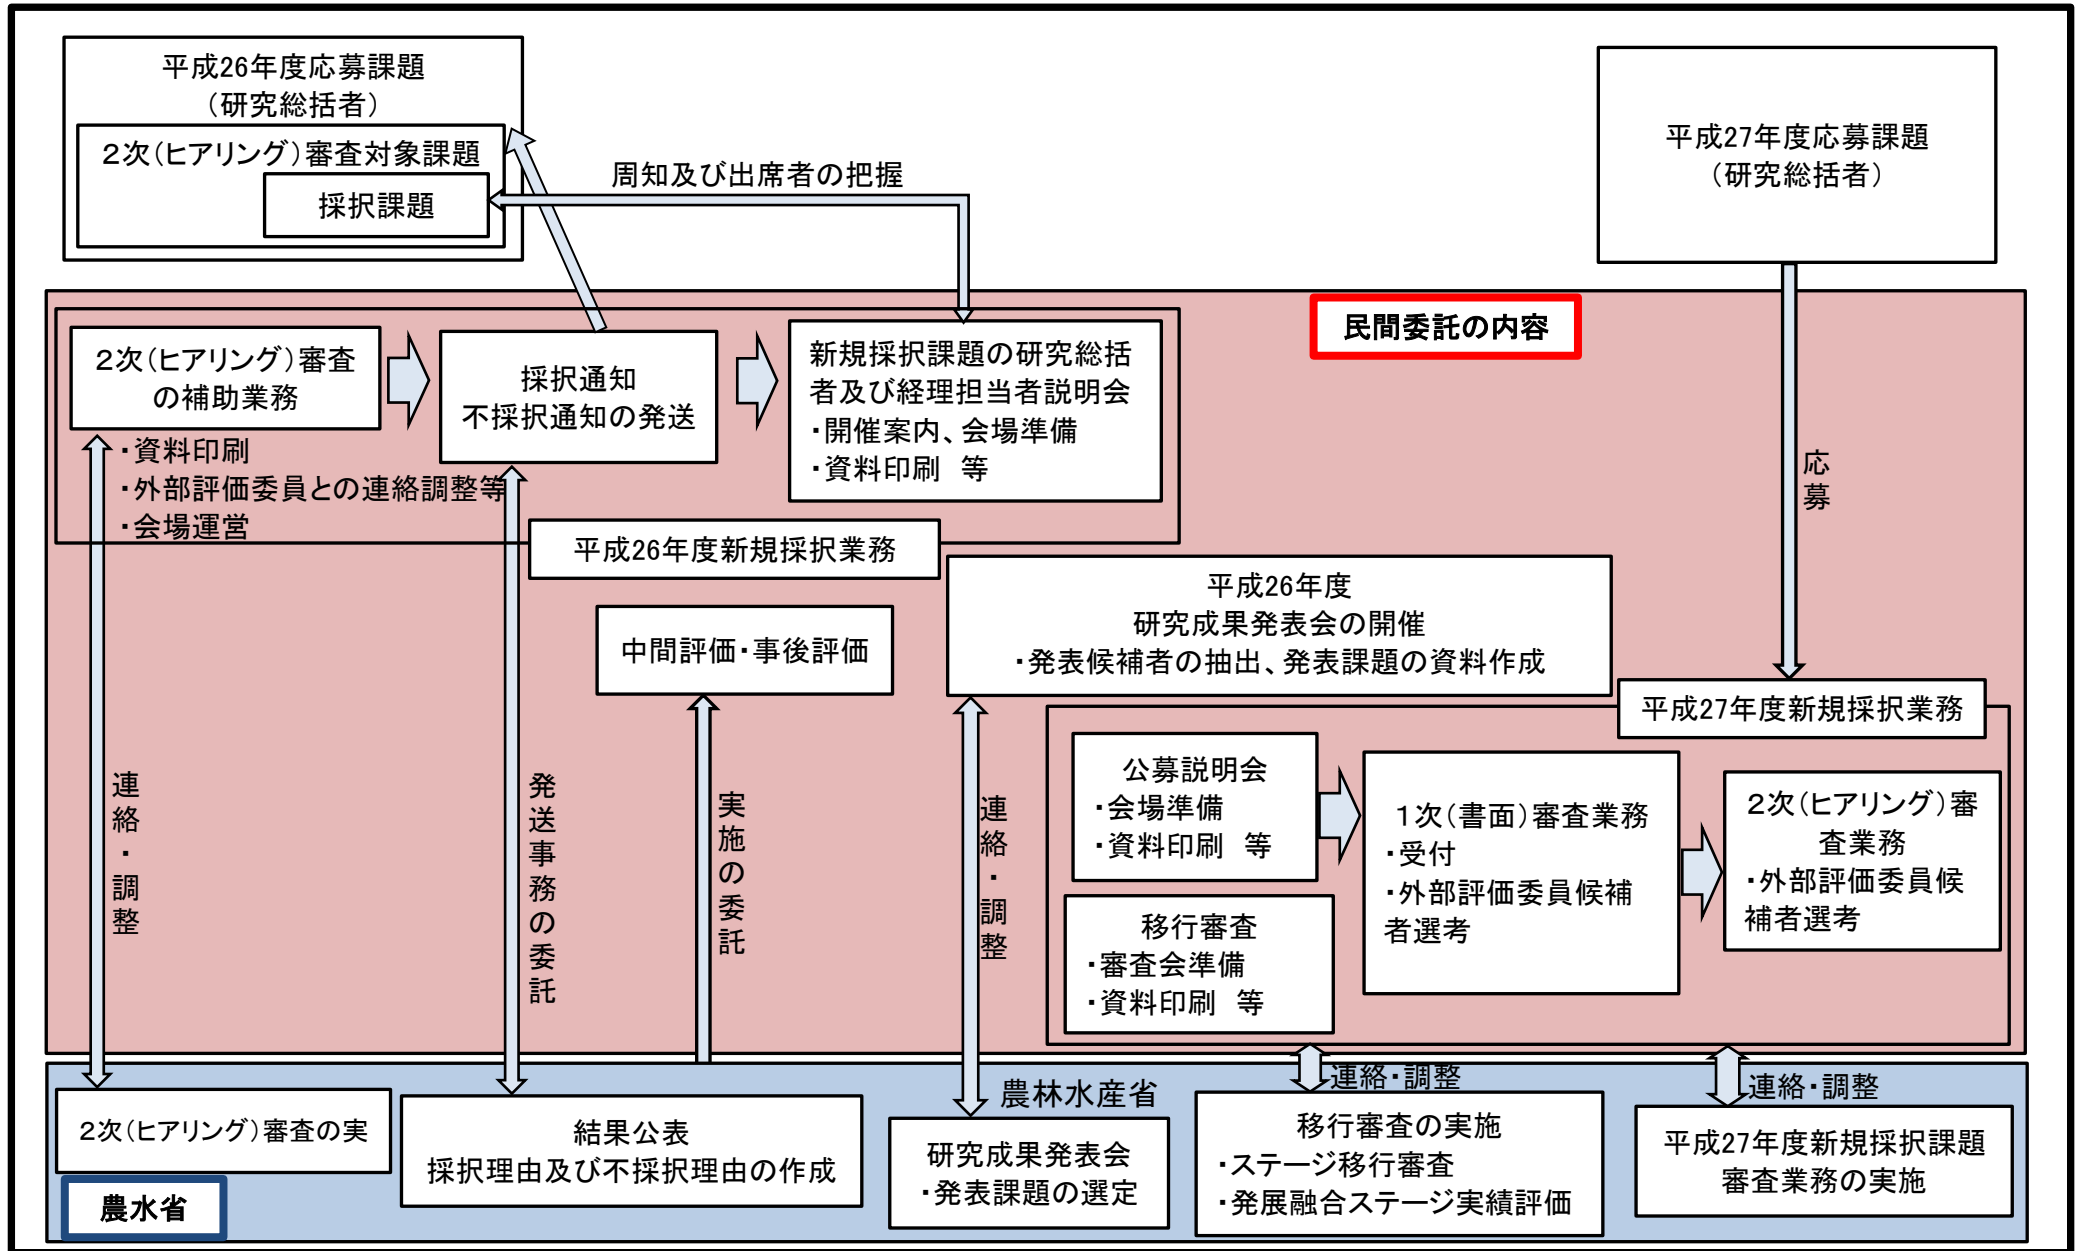 平成26年度応募課題
（研究総括者）
２次（ヒアリング）審査対象課題
採択課題
周知及び出席者の把握
平成27年度応募課題
（研究総括者）
民間委託の内容
２次（ヒアリング）審査
の補助業務
・資料印刷
・外部評価委員との連絡調整等
・会場運営
採択通知
不採択通知の発送
新規採択課題の研究総括
者及び経理担当者説明会
・開催案内、会場準備
・資料印刷　等
平成26年度新規採択業務
応募
中間評価・事後評価
平成26年度
研究成果発表会の開催
・発表候補者の抽出、発表課題の資料作成
平成27年度新規採択業務
公募説明会
・会場準備
・資料印刷　等
移行審査
・審査会準備
・資料印刷　等
１次（書面）審査業務
・受付
・外部評価委員候補
者選考
２次（ヒアリング）審
査業務
・外部評価委員候
補者選考
連絡・調整
発送事務の委託
実施の委託
連絡・調整
連絡・調整
連絡・調整
農林水産省
２次（ヒアリング）審査の実
農水省
結果公表
採択理由及び不採択理由の作成
研究成果発表会
・発表課題の選定
移行審査の実施
・ステージ移行審査
・発展融合ステージ実績評価
平成27年度新規採択課題
審査業務の実施